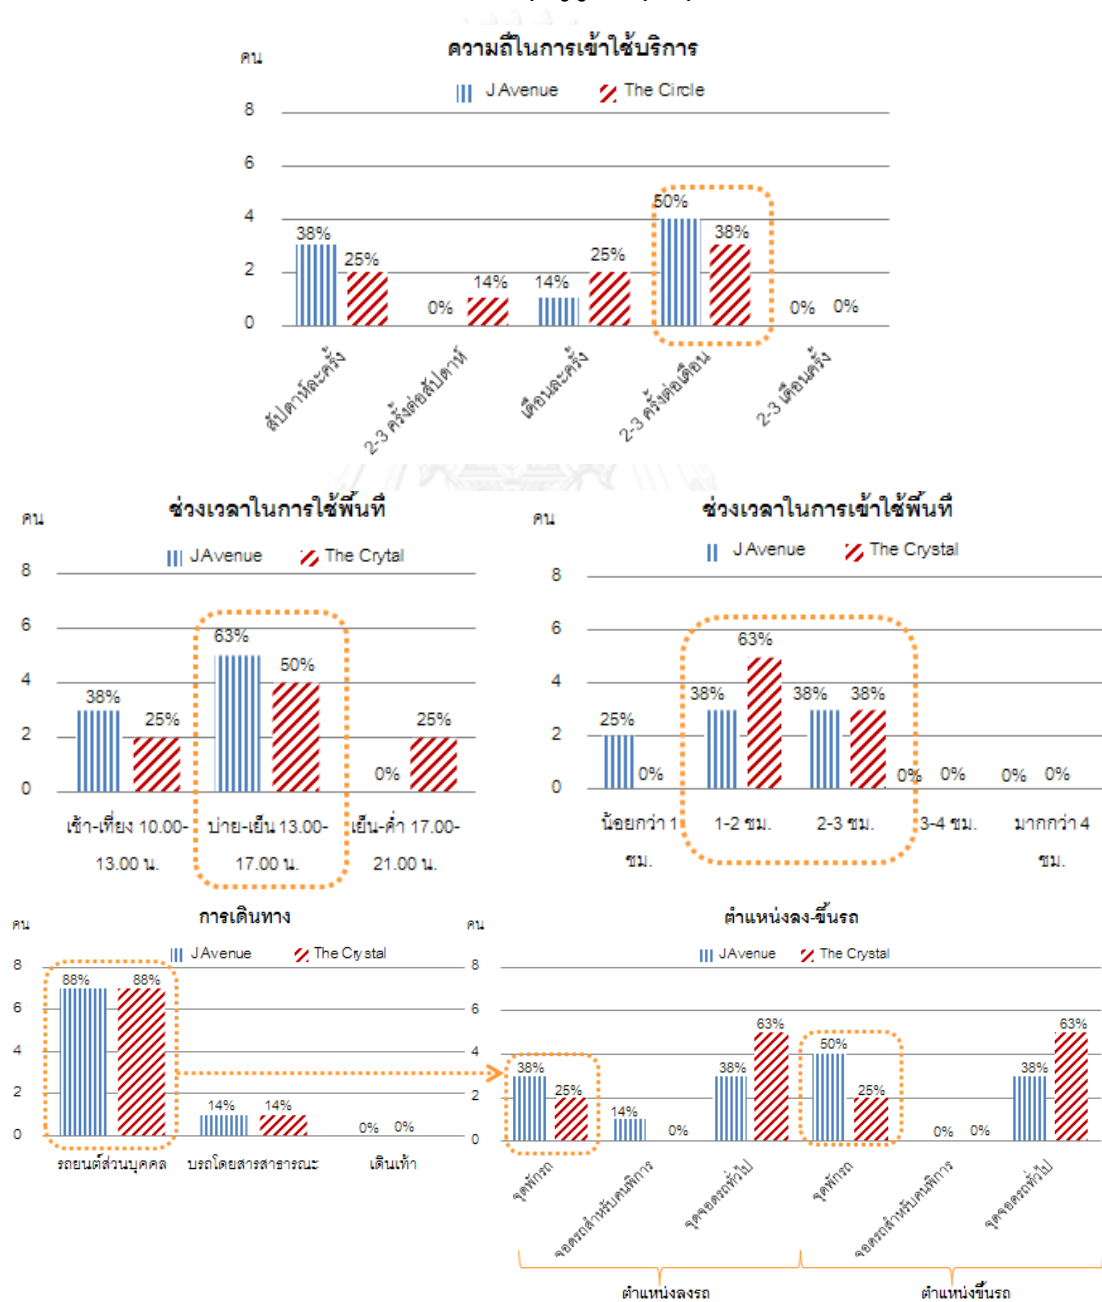 ความถี่ในการเข้าใช้บริการ
คน
J Avenue The Circle
8
6
4
2
0
38% 25% 0% 14% 14% 25% 50% 38% 0% 0%
สัปดาห์ละครั้ง
2-3 ครั้งต่อสัปดาห์
เดือนละครั้ง
2-3 ครั้งต่อเดือน
2-3 เดือนครั้ง
ช่วงเวลาในการใช้พื้นที่
คน
J Avenue The Crytal
8
6
4
2
0
38% 25% 63% 50% 0% 25%
เช้า-เที่ยง 10.00- บ่าย-เย็น 13.00- เย็น-ค่ำ 17.00-
13.00 น. 17.00 น. 21.00 น.
ช่วงเวลาในการเข้าใช้พื้นที่
คน
J Avenue The Crystal
8
6
4
2
0
25% 0% 38% 63% 38% 38% 0% 0% 0% 0%
น้อยกว่า 1 1-2 ชม. 2-3 ชม. 3-4 ชม. มากกว่า 4
ชม. ชม.
การเดินทาง
คน
J Avenue The Crystal
8
6
4
2
0
88% 88% 14% 14% 0% 0%
รถยนต์ส่วนบุคคล บรถโดยสารสาธารณะ เดินเท้า
ตำแหน่งลง-ขึ้นรถ
คน
J Avenue The Crystal
8
6
4
2
0
38% 25% 14% 0% 38% 63% 50% 25% 0% 0% 38% 63%
จุดพักรถ
จอดรถสำหรับคนพิการ
จุดจอดรถทั่วไป
จุดพักรถ
จอดรถสำหรับคนพิการ
จุดจอดรถทั่วไป
ตำแหน่งลงรถ ตำแหน่งขึ้นรถ